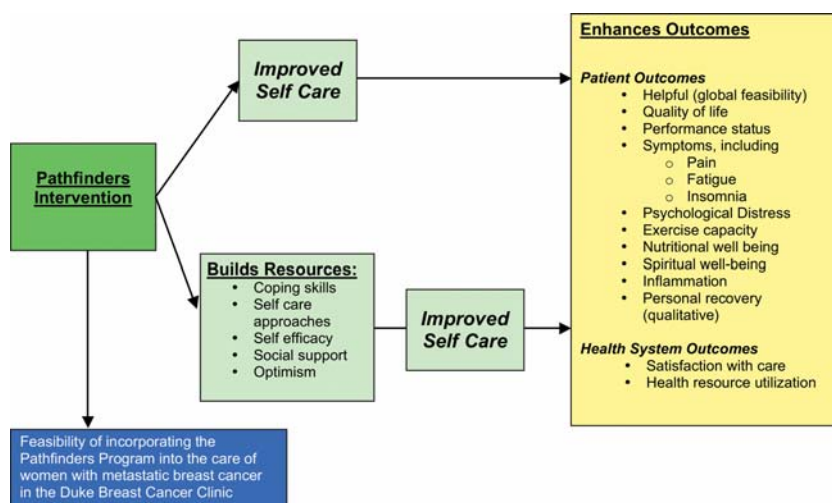 Improved
Self Care
Pathfinders
Intervention
Builds Resources:
• Coping skills
• Self care
approaches
• Self efficacy
• Social support
• Optimism
Improved
Self Care
Feasibility of incorporating the
Pathfinders Program into the care of
women with metastatic breast cancer
in the Duke Breast Cancer Clinic
Enhances Outcomes
Patient Outcomes
• Helpful (global feasibility)
• Quality of life
• Performance status
• Symptoms, including
o Pain
o Fatigue
o Insomnia
• Psychological Distress
• Exercise capacity
• Nutritional well being
• Spiritual well-being
• Inflammation
• Personal recovery
(qualitative)
Health System Outcomes
• Satisfaction with care
• Health resource utilization